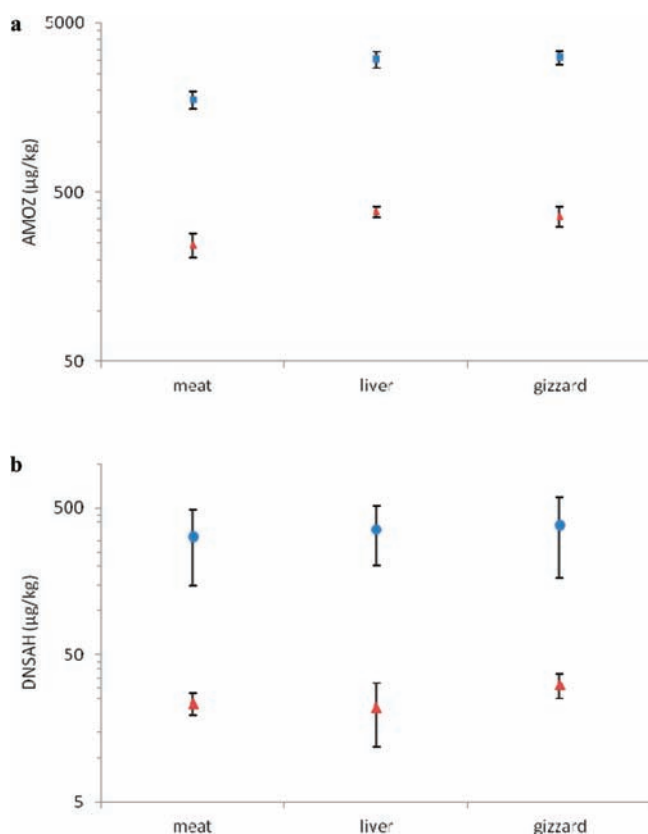 a
5000
AMOZ (µg/kg)
500
50
meat liver gizzard
b
500
DNSAH (µg/kg)
50
5
meat liver gizzard